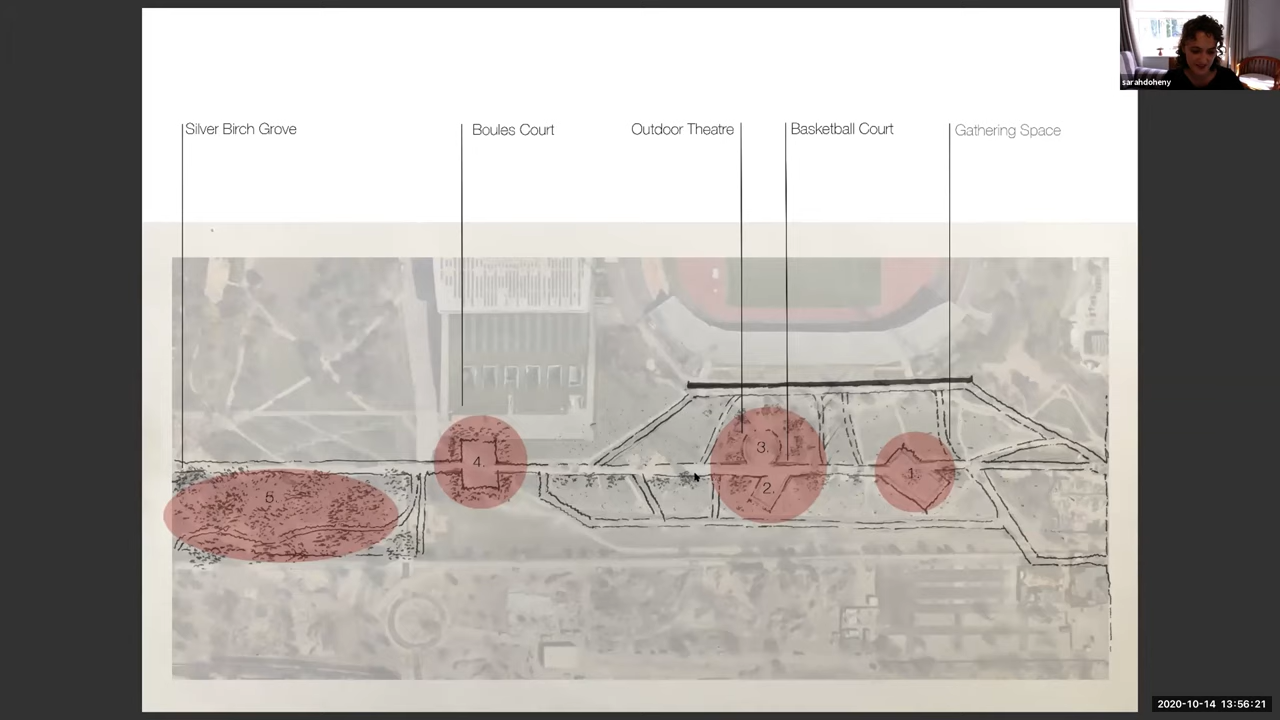 sarahdoheny
Silver Birch Grove
Boules Court
Outdoor Theatre
Basketball Court
Gathering Space
3.
4.
1.
2.
5.
2020-10-14 13:56:21